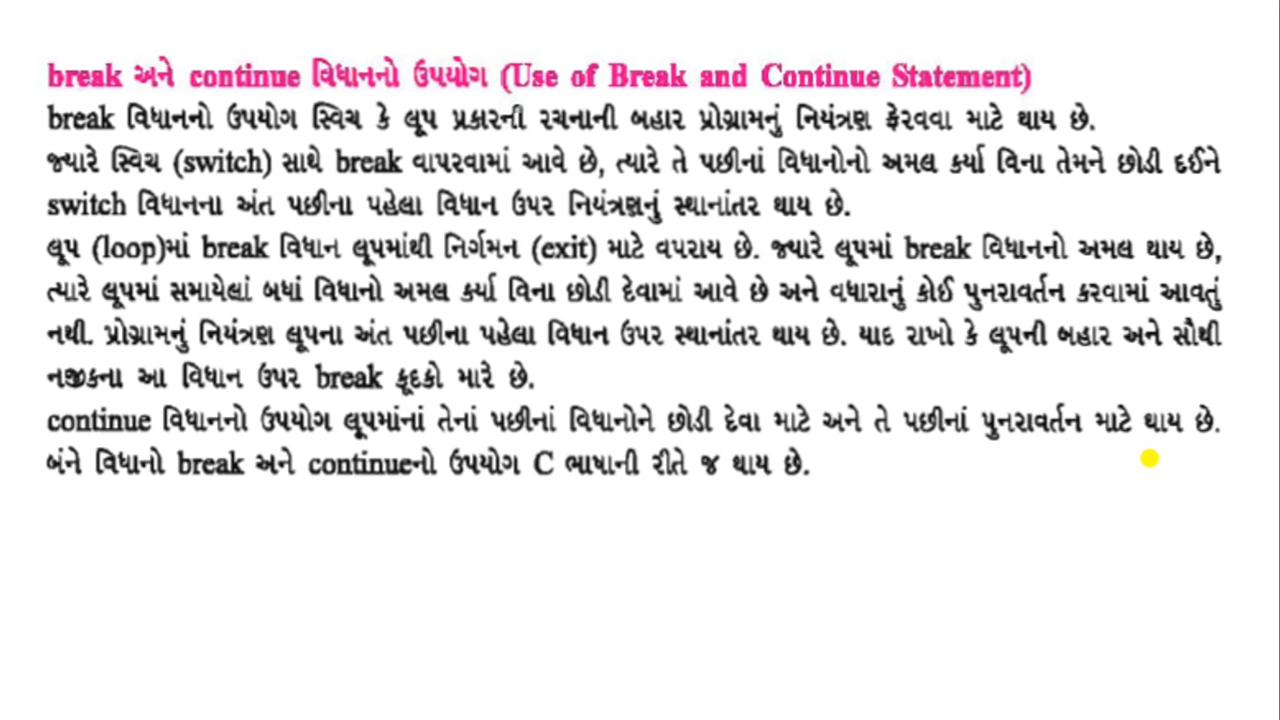 break અને continue વિધાનનો ઉપયોગ (Use of Break and Continue Statement)
break વિધાનનો ઉપયોગ સ્વિચ કે લૂપ પ્રકારની રચનાની બહાર પ્રોગ્રામનું નિયંત્રણ ફેરવવા માટે થાય છે.
જ્યારે સ્વિચ (switch) સાથે break વાપરવામાં આવે છે, ત્યારે તે પછીનાં વિધાનોનો અમલ કર્યા વિના તેમને છોડી દઈને
switch વિધાનના અંત પછીના પહેલા વિધાન ઉપર નિયંત્રણનું સ્થાનાંતર થાય છે.
લૂપ (loop)માં break વિધાન લૂપમાંથી નિર્ગમન (exit) માટે વપરાય છે. જ્યારે લૂપમાં break વિધાનનો અમલ થાય છે,
ત્યારે લૂપમાં સમાયેલાં બધાં વિધાનો અમલ કર્યા વિના છોડી દેવામાં આવે છે અને વધારાનું કોઈ પુનરાવર્તન કરવામાં આવતું
નથી. પ્રોગ્રામનું નિયંત્રણ લૂપના અંત પછીના પહેલા વિધાન ઉપર સ્થાનાંતર થાય છે. યાદ રાખો કે લૂપની બહાર અને સૌથી
નજીકના આ વિધાન ઉપર break કૂદકો મારે છે.
continue વિધાનનો ઉપયોગ લૂપમાંનાં તેનાં પછીનાં વિધાનોને છોડી દેવા માટે અને તે પછીનાં પુનરાવર્તન માટે થાય છે.
બંને વિધાનો break અને continueનો ઉપયોગ C ભાષાની રીતે જ થાય છે.